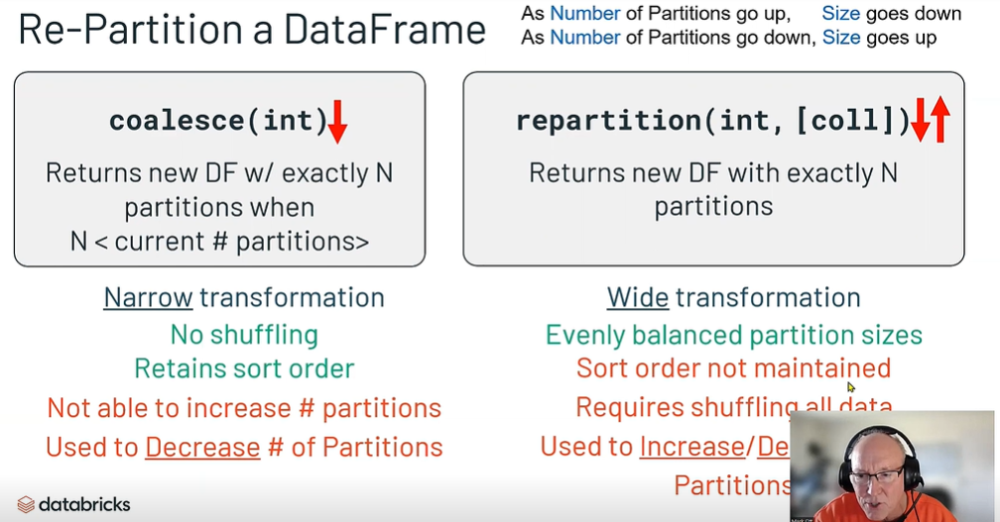 Re-Partition a DataFrame
As Number of Partitions go up, Size goes down
As Number of Partitions go down, Size goes up
coalesce(int)
Returns new DF w/ exactly N
partitions when
N < current # partitions>
Narrow transformation
No shuffling
Retains sort order
Not able to increase # partitions
Used to Decrease # of Partitions
repartition(int, [coll])
Returns new DF with exactly N
partitions
Wide transformation
Evenly balanced partition sizes
Sort order not maintained
Requires shuffling all data
Used to Increase/De
Partitions
databricks